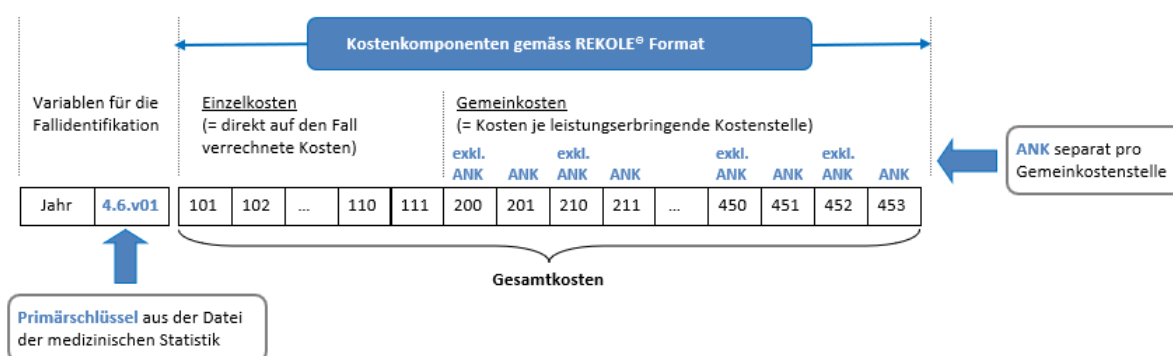 Kostenkomponenten gemäss REKOLE® Format
Variablen für die
Fallidentifikation
Einzelkosten
(= direkt auf den Fall
verrechnete Kosten)
Gemeinkosten
(= Kosten je leistungserbringende Kostenstelle)
exkl. exkl. exkl. exkl.
ANK ANK ANK ANK ANK ANK ANK ANK
ANK separat pro
Gemeinkostenstelle
Jahr 4.6.v01 101 102 ... 110 111 200 201 210 211 ... 450 451 452 453
Gesamtkosten
Primärschlüssel aus der Datei
der medizinischen Statistik